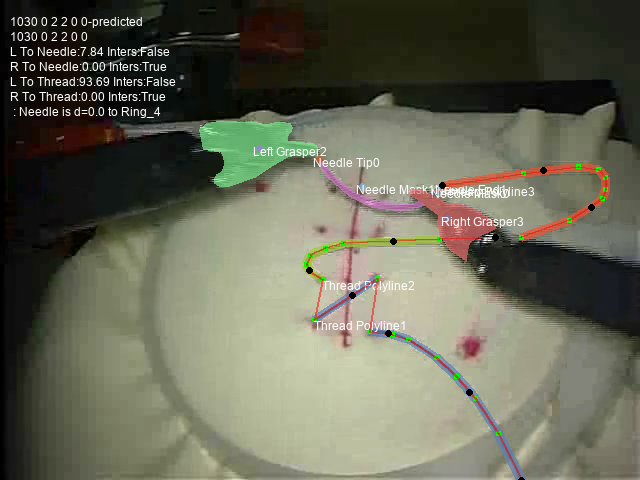 1030 0 2 2 0 0-predicted
1030 0 2 2 0 0
L To Needle:7.84 Inters:False
R To Needle:0.00 Inters:True
L To Thread:93.69 Inters:False
R To Thread:0.00 Inters:True
: Needle is d=0.0 to Ring_4
Left Grasper2
Needle Tip0
Needle Mask1
Right Grasper3
Thread Polyline2
Thread Polyline1